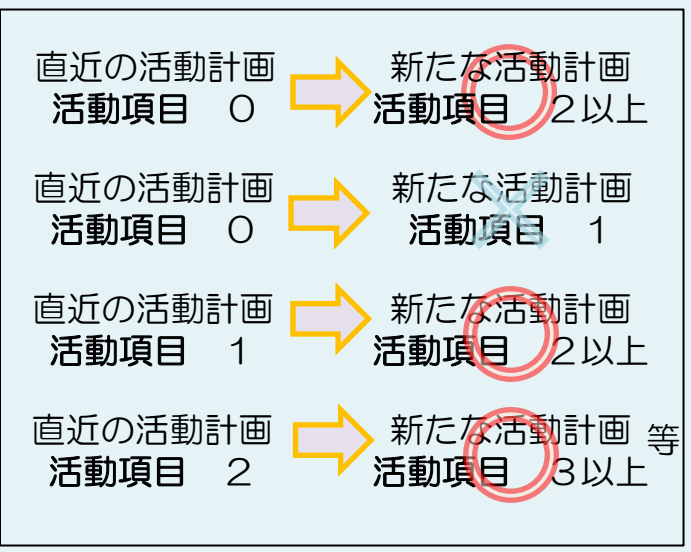 直近の活動計画 新たな活動計画
活動項目 ０ 活動項目 ２以上
直近の活動計画 新たな活動計画
活動項目 ０ 活動項目 １
直近の活動計画 新たな活動計画
活動項目 １ 活動項目 ２以上
直近の活動計画 新たな活動計画 等
活動項目 ２ 活動項目 ３以上